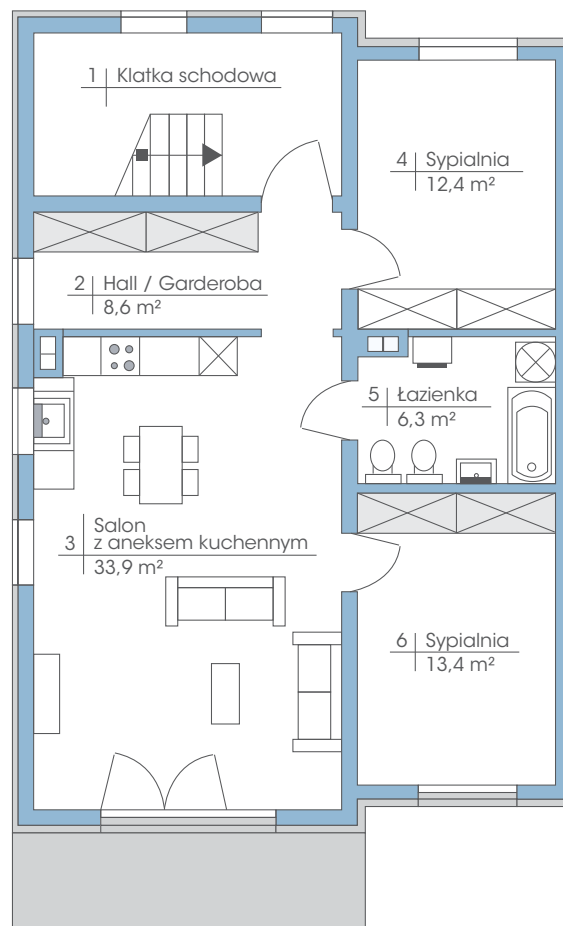 1 Klatka schodowa
4 Sypialnia
12,4 m²
2 Hall / Garderoba
8,6 m²
5 Łazienka
6,3 m²
3 Salon
z aneksem kuchennym
33,9 m²
6 Sypialnia
13,4 m²